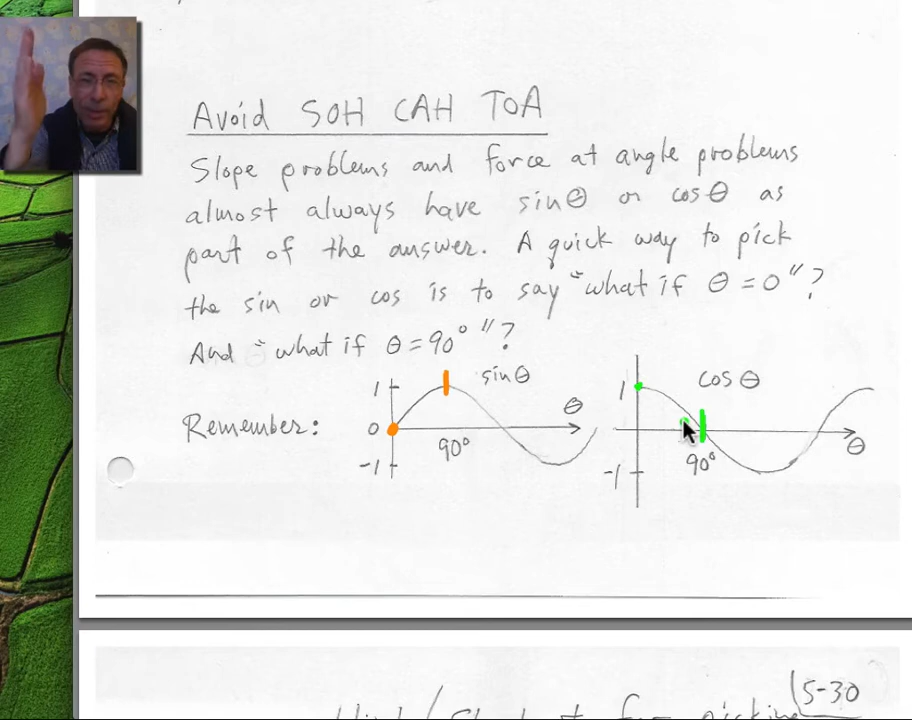 Avoid SOH CAH TOA
Slope problems and force at angle problems
almost always have sinθ or cosθ as
part of the answer. A quick way to pick
the sin or cos is to say "what if θ = 0"?
And "what if θ = 90° "?
Remember:
1 sinθ
0 θ
-1 90°
1 cosθ
θ
-1 90°
5-30